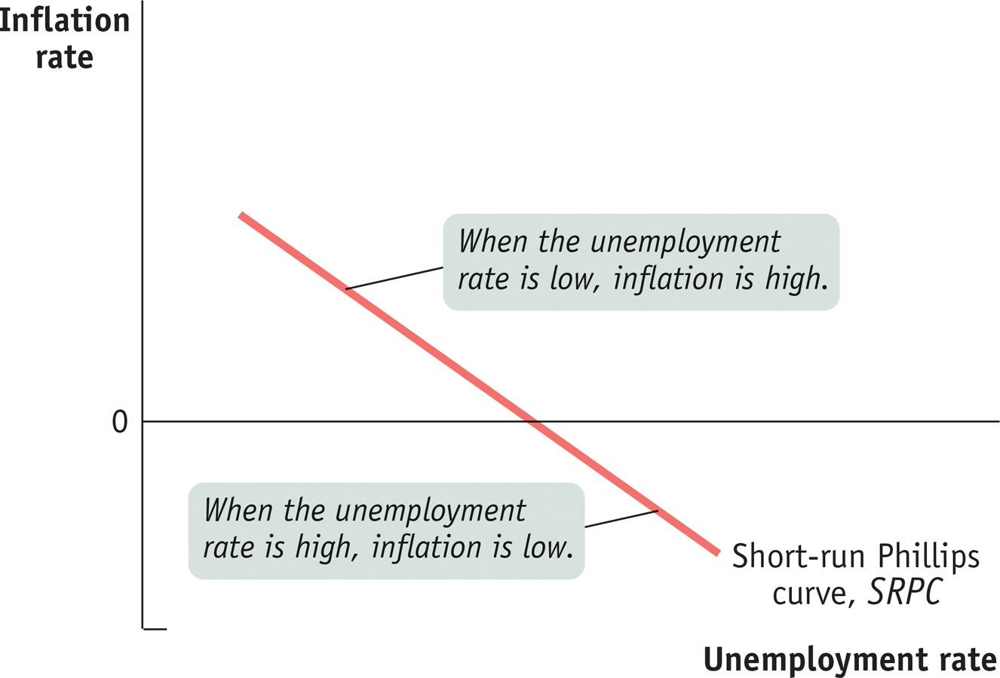 Inflation
rate
When the unemployment
rate is low, inflation is high.
0
When the unemployment
rate is high, inflation is low.
Short-run Phillips
curve, SRPC
Unemployment rate